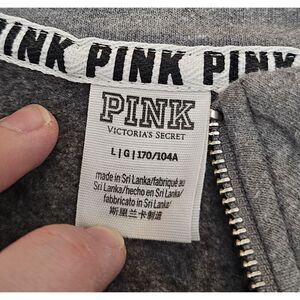 PINK PINK PINK
PINK
VICTORIA'S SECRET
L | G | 170/104A
made in
Sri Lanka/fabriqué au
Sri Lanka/hecho en
Sri Lanka/
fabbricato in
Sri Lanka/
斯里兰卡制造